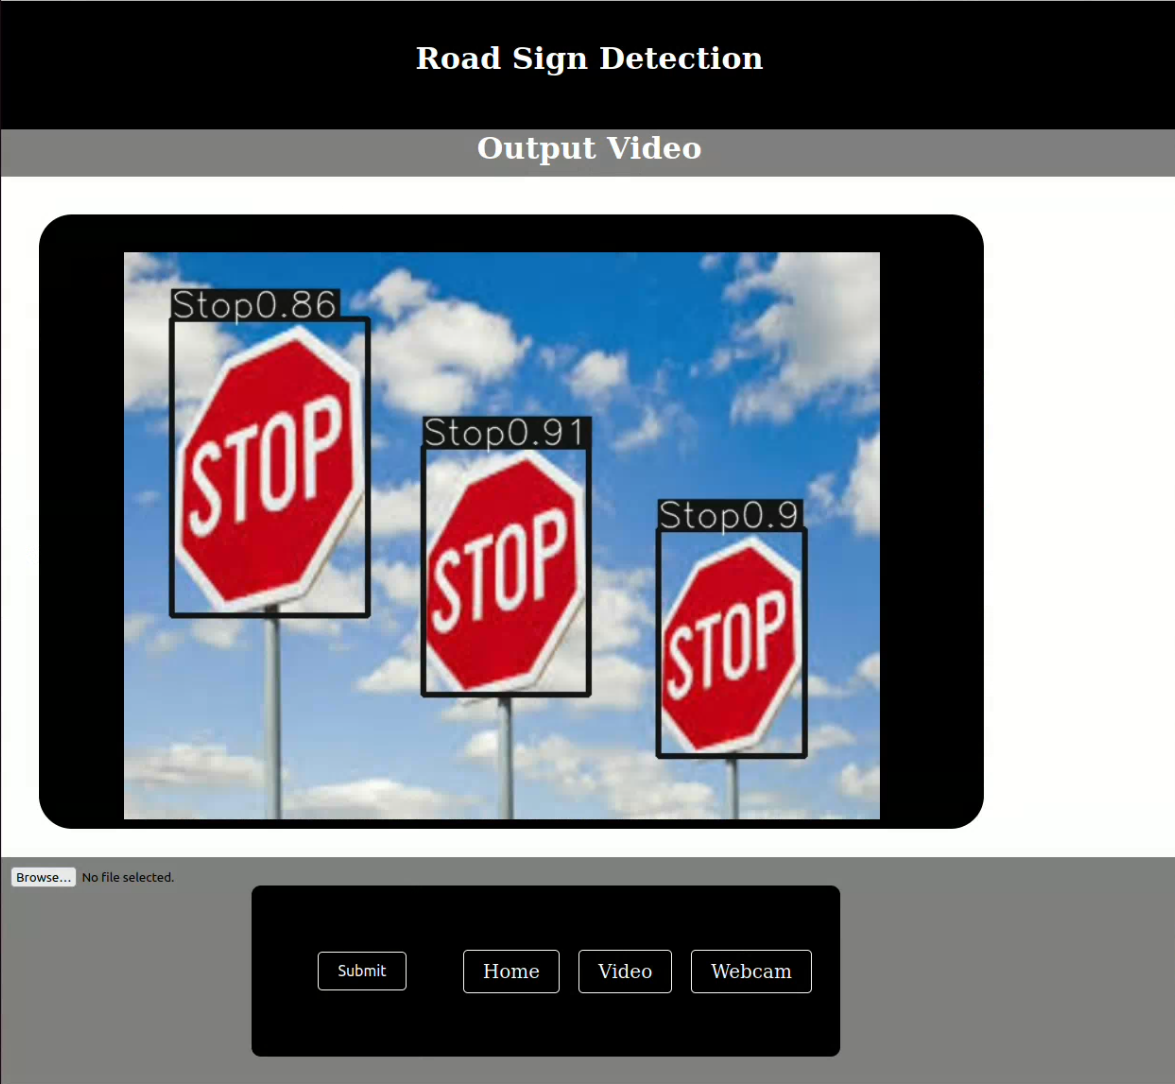 Road Sign Detection
Output Video
Stop0.86
STOP
Stop0.91
STOP
Stop0.9
STOP
Browse... No file selected.
Submit Home Video Webcam